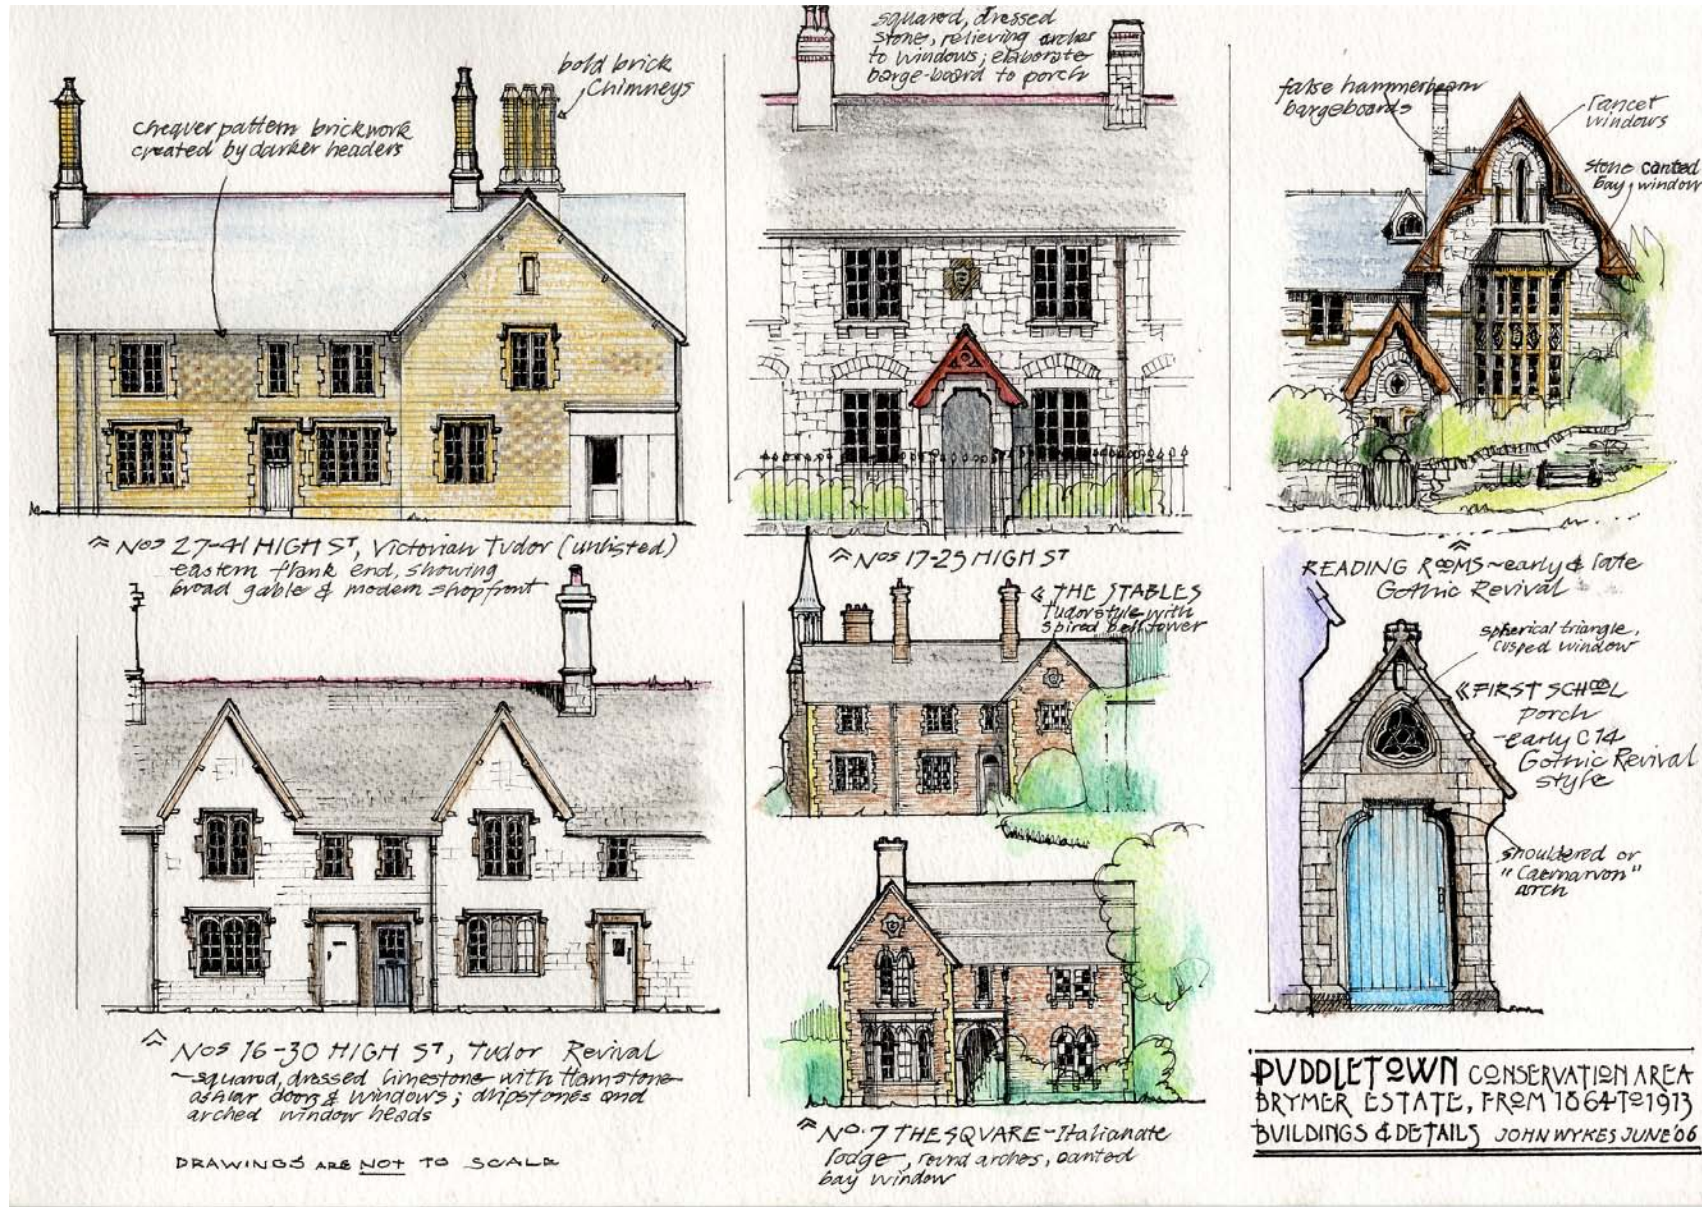 bold brick
Chimneys
chequer pattern brickwork
created by darker headers
^ Nos 27-41 HIGH ST, Victorian Tudor (unlisted)
eastern flank end, showing
broad gable & modern shopfront
squared, dressed
stone, relieving arches
to windows; elaborate
barge-board to porch
^ Nos 17-25 HIGH ST
false hammerbeam
bargeboards
Lancet
windows
stone canted
bay window
READING ROOMS ~ early & late
Gothic Revival
« THE STABLES
Tudor style with
spired bell tower
spherical triangle,
cusped window
« FIRST SCHOOL
porch
- early C14
Gothic Revival
style
shouldered or
"Caernarvon"
arch
^ Nos 16-30 HIGH ST, Tudor Revival
~ squared, dressed limestone with Hamstone
ashlar doors & windows; dripstones and
arched window heads
DRAWINGS ARE NOT TO SCALE
^ No. 7 THE SQVARE - Italianate
lodge, round arches, canted
bay window
PUDDLETOWN CONSERVATION AREA
BRYMER ESTATE, FROM 1864 TO 1913
BUILDINGS & DETAILS JOHN WYKES JUNE '06